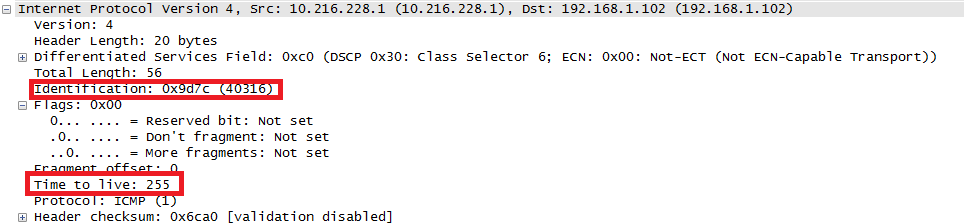 Internet Protocol Version 4, Src: 10.216.228.1 (10.216.228.1), Dst: 192.168.1.102 (192.168.1.102)
Version: 4
Header Length: 20 bytes
Differentiated Services Field: 0xc0 (DSCP 0x30: Class Selector 6; ECN: 0x00: Not-ECT (Not ECN-Capable Transport))
Total Length: 56
Identification: 0x9d7c (40316)
Flags: 0x00
0... .... = Reserved bit: Not set
.0.. .... = Don't fragment: Not set
..0. .... = More fragments: Not set
Fragment offset: 0
Time to live: 255
Protocol: ICMP (1)
Header checksum: 0x6ca0 [validation disabled]